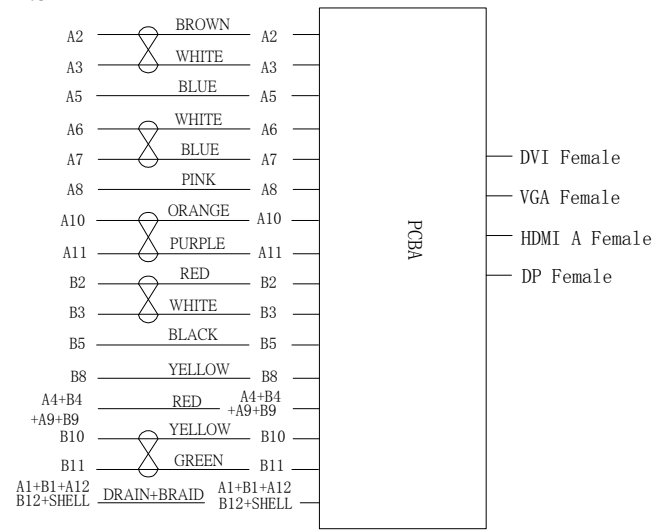 A2 BROWN A2
A3 WHITE A3
A5 BLUE A5
A6 WHITE A6
A7 BLUE A7
A8 PINK A8
A10 ORANGE A10
A11 PURPLE A11
B2 RED B2
B3 WHITE B3
B5 BLACK B5
B8 YELLOW B8
A4+B4 A4+B4
+A9+B9 RED +A9+B9
B10 YELLOW B10
B11 GREEN B11
A1+B1+A12 A1+B1+A12
B12+SHELL DRAIN+BRAID B12+SHELL
PCBA
DVI Female
VGA Female
HDMI A Female
DP Female